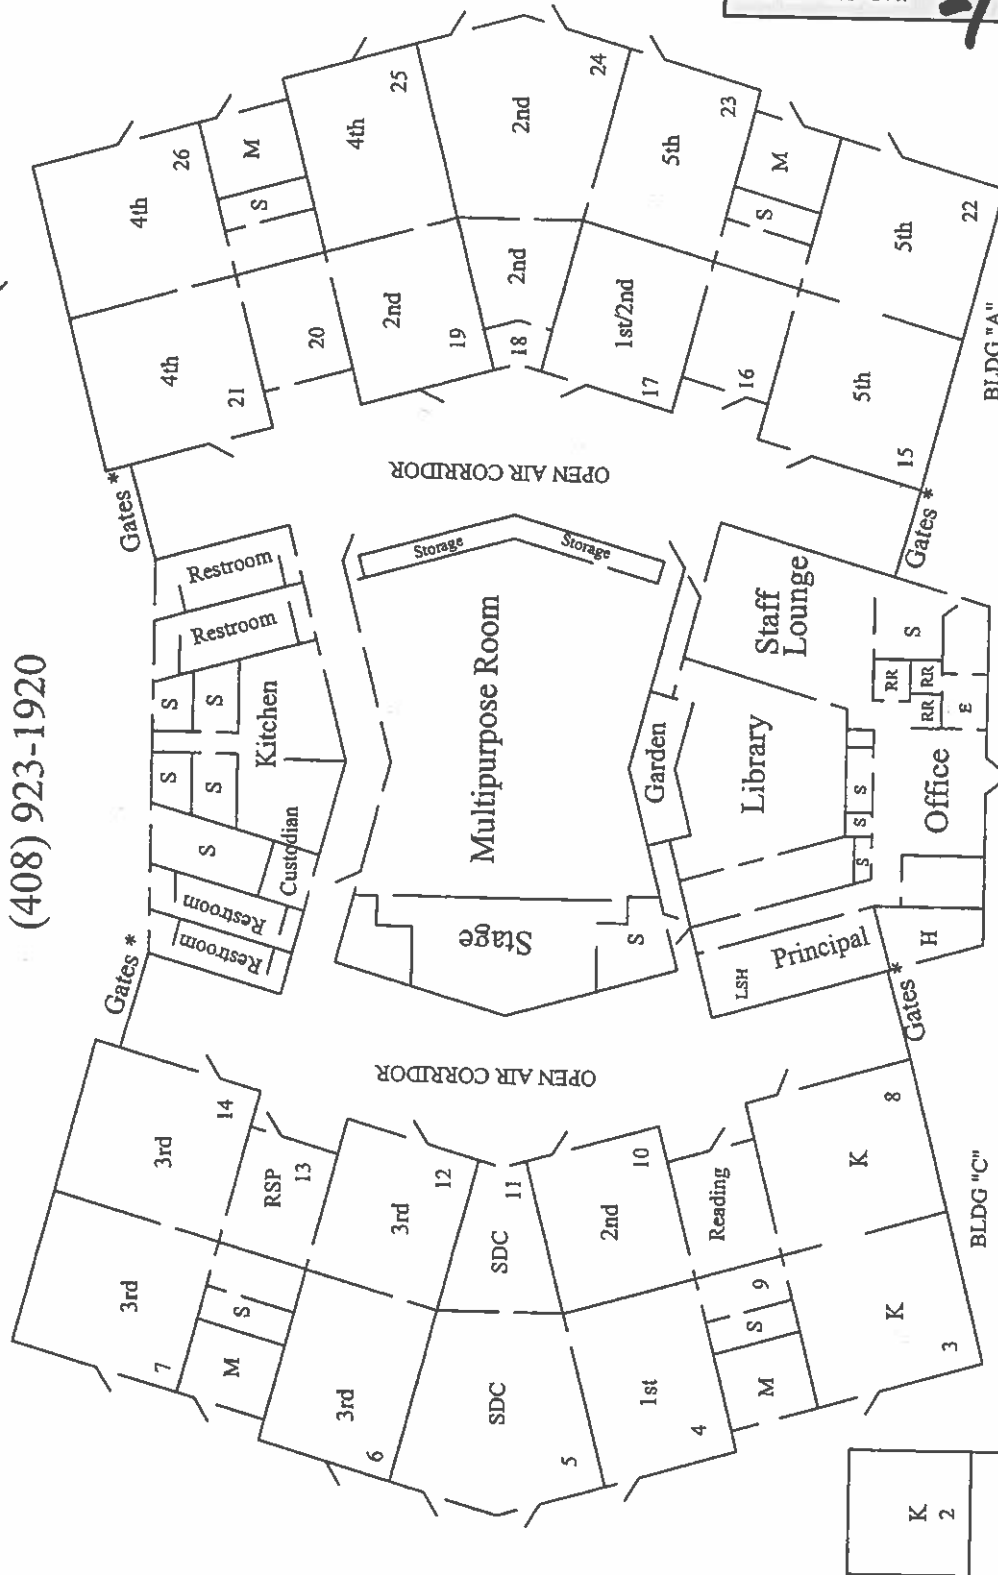 (408) 923-1920
Gates *
Gates *
3rd
14
3rd
7
RSP
13
S
M
3rd
12
3rd
6
SDC
11
SDC
5
2nd
10
1st
4
Reading
9
S
M
K
8
K
3
BLDG "C"
K
2
OPEN AIR CORRIDOR
Restroom
Restroom
S
Custodian
S
S
S
S
Kitchen
Restroom
Restroom
Stage
S
Multipurpose Room
Storage
Storage
Garden
LSH
Principal
H
Library
S
S
S
Office
Staff
Lounge
S
RR
RR
RR
E
Gates *
Gates *
OPEN AIR CORRIDOR
4th
21
4th
26
20
S
M
2nd
19
4th
25
18
2nd
2nd
24
1st/2nd
17
5th
23
16
S
M
5th
15
5th
22
BLDG "A"